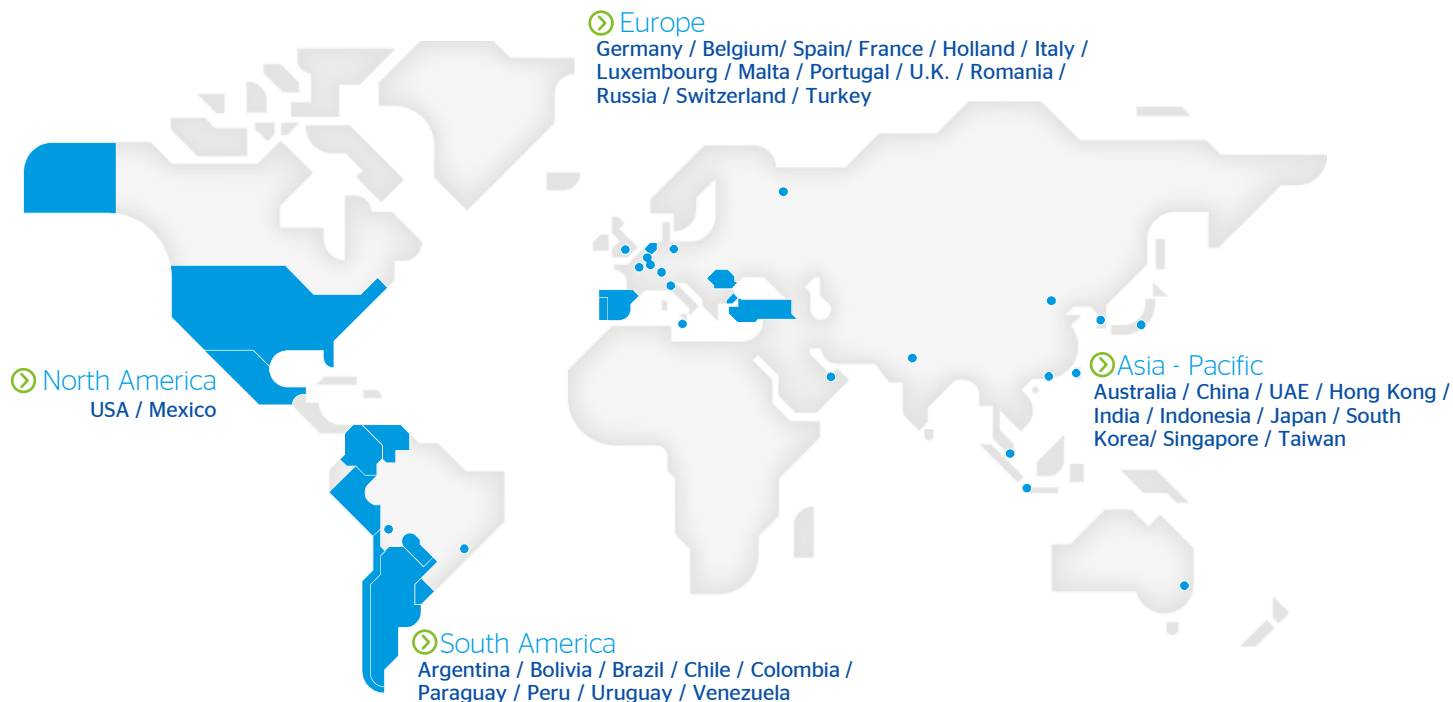 Europe
Germany / Belgium/ Spain/ France / Holland / Italy /
Luxembourg / Malta / Portugal / U.K. / Romania /
Russia / Switzerland / Turkey
North America
USA / Mexico
Asia - Pacific
Australia / China / UAE / Hong Kong /
India / Indonesia / Japan / South
Korea/ Singapore / Taiwan
South America
Argentina / Bolivia / Brazil / Chile / Colombia /
Paraguay / Peru / Uruguay / Venezuela